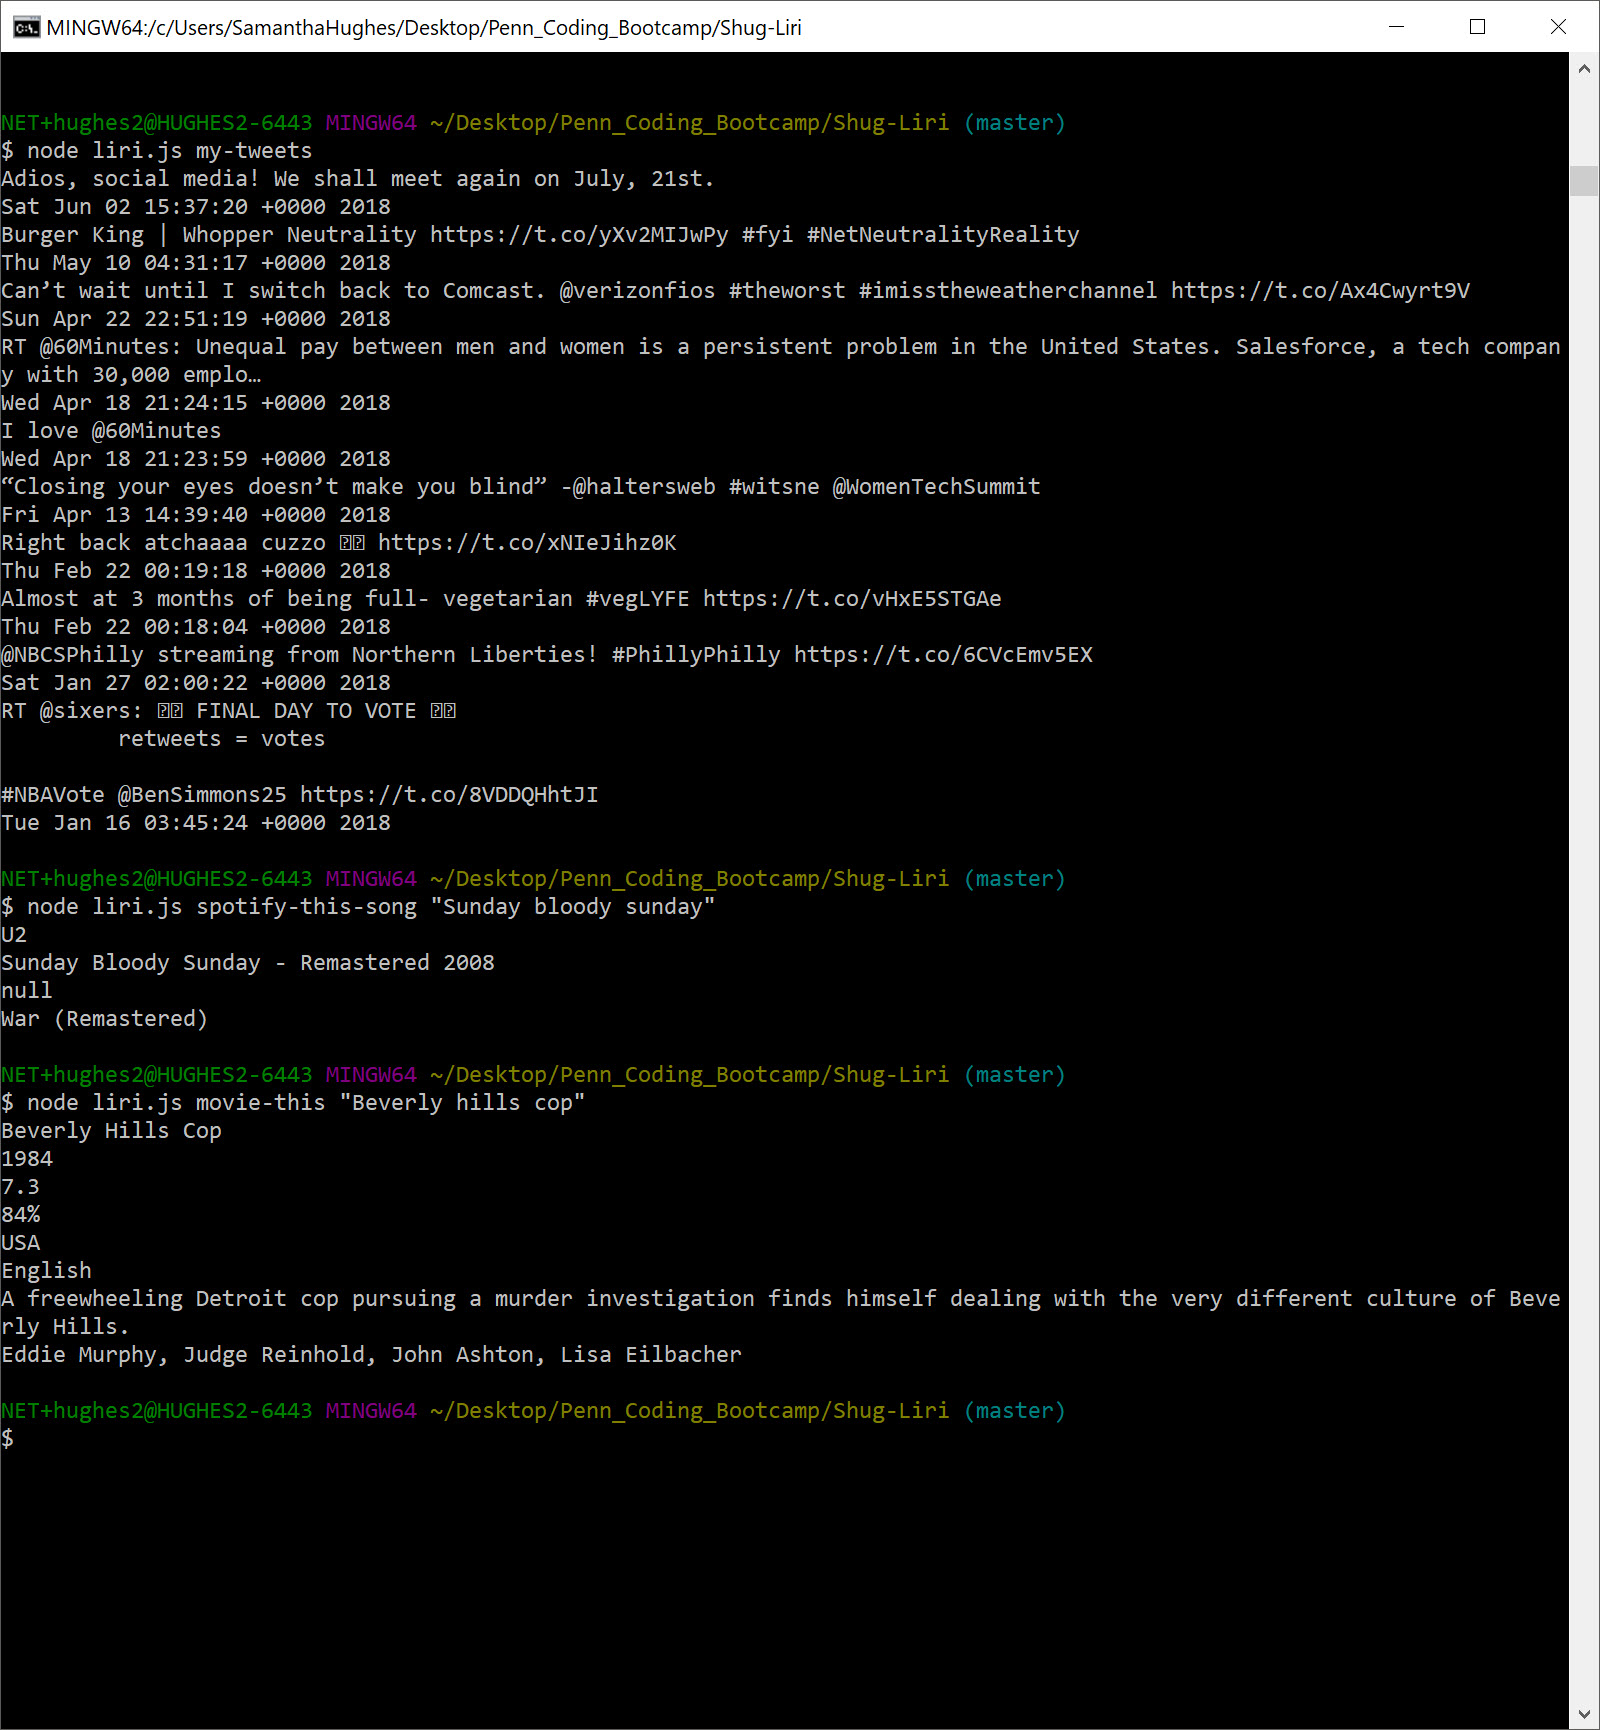 MINGW64:/c/Users/SamanthaHughes/Desktop/Penn_Coding_Bootcamp/Shug-Liri
NET+hughes2@HUGHES2-6443 MINGW64 ~/Desktop/Penn_Coding_Bootcamp/Shug-Liri (master)
$ node liri.js my-tweets
Adios, social media! We shall meet again on July, 21st.
Sat Jun 02 15:37:20 +0000 2018
Burger King | Whopper Neutrality https://t.co/yXv2MIJwPy #fyi #NetNeutralityReality
Thu May 10 04:31:17 +0000 2018
Can’t wait until I switch back to Comcast. @verizonfios #theworst #imisstheweatherchannel https://t.co/Ax4Cwyrt9V
Sun Apr 22 22:51:19 +0000 2018
RT @60Minutes: Unequal pay between men and women is a persistent problem in the United States. Salesforce, a tech compan
y with 30,000 emplo…
Wed Apr 18 21:24:15 +0000 2018
I love @60Minutes
Wed Apr 18 21:23:59 +0000 2018
“Closing your eyes doesn’t make you blind” -@haltersweb #witsne @WomenTechSummit
Fri Apr 13 14:39:40 +0000 2018
Right back atchaaaa cuzzo https://t.co/xNIeJihz0K
Thu Feb 22 00:19:18 +0000 2018
Almost at 3 months of being full- vegetarian #vegLYFE https://t.co/vHxE5STGAe
Thu Feb 22 00:18:04 +0000 2018
@NBCSPhilly streaming from Northern Liberties! #PhillyPhilly https://t.co/6CVcEmv5EX
Sat Jan 27 02:00:22 +0000 2018
RT @sixers: FINAL DAY TO VOTE
retweets = votes
#NBAVote @BenSimmons25 https://t.co/8VDDQHhtJI
Tue Jan 16 03:45:24 +0000 2018
NET+hughes2@HUGHES2-6443 MINGW64 ~/Desktop/Penn_Coding_Bootcamp/Shug-Liri (master)
$ node liri.js spotify-this-song "Sunday bloody sunday"
U2
Sunday Bloody Sunday - Remastered 2008
null
War (Remastered)
NET+hughes2@HUGHES2-6443 MINGW64 ~/Desktop/Penn_Coding_Bootcamp/Shug-Liri (master)
$ node liri.js movie-this "Beverly hills cop"
Beverly Hills Cop
1984
7.3
84%
USA
English
A freewheeling Detroit cop pursuing a murder investigation finds himself dealing with the very different culture of Beve
rly Hills.
Eddie Murphy, Judge Reinhold, John Ashton, Lisa Eilbacher
NET+hughes2@HUGHES2-6443 MINGW64 ~/Desktop/Penn_Coding_Bootcamp/Shug-Liri (master)
$